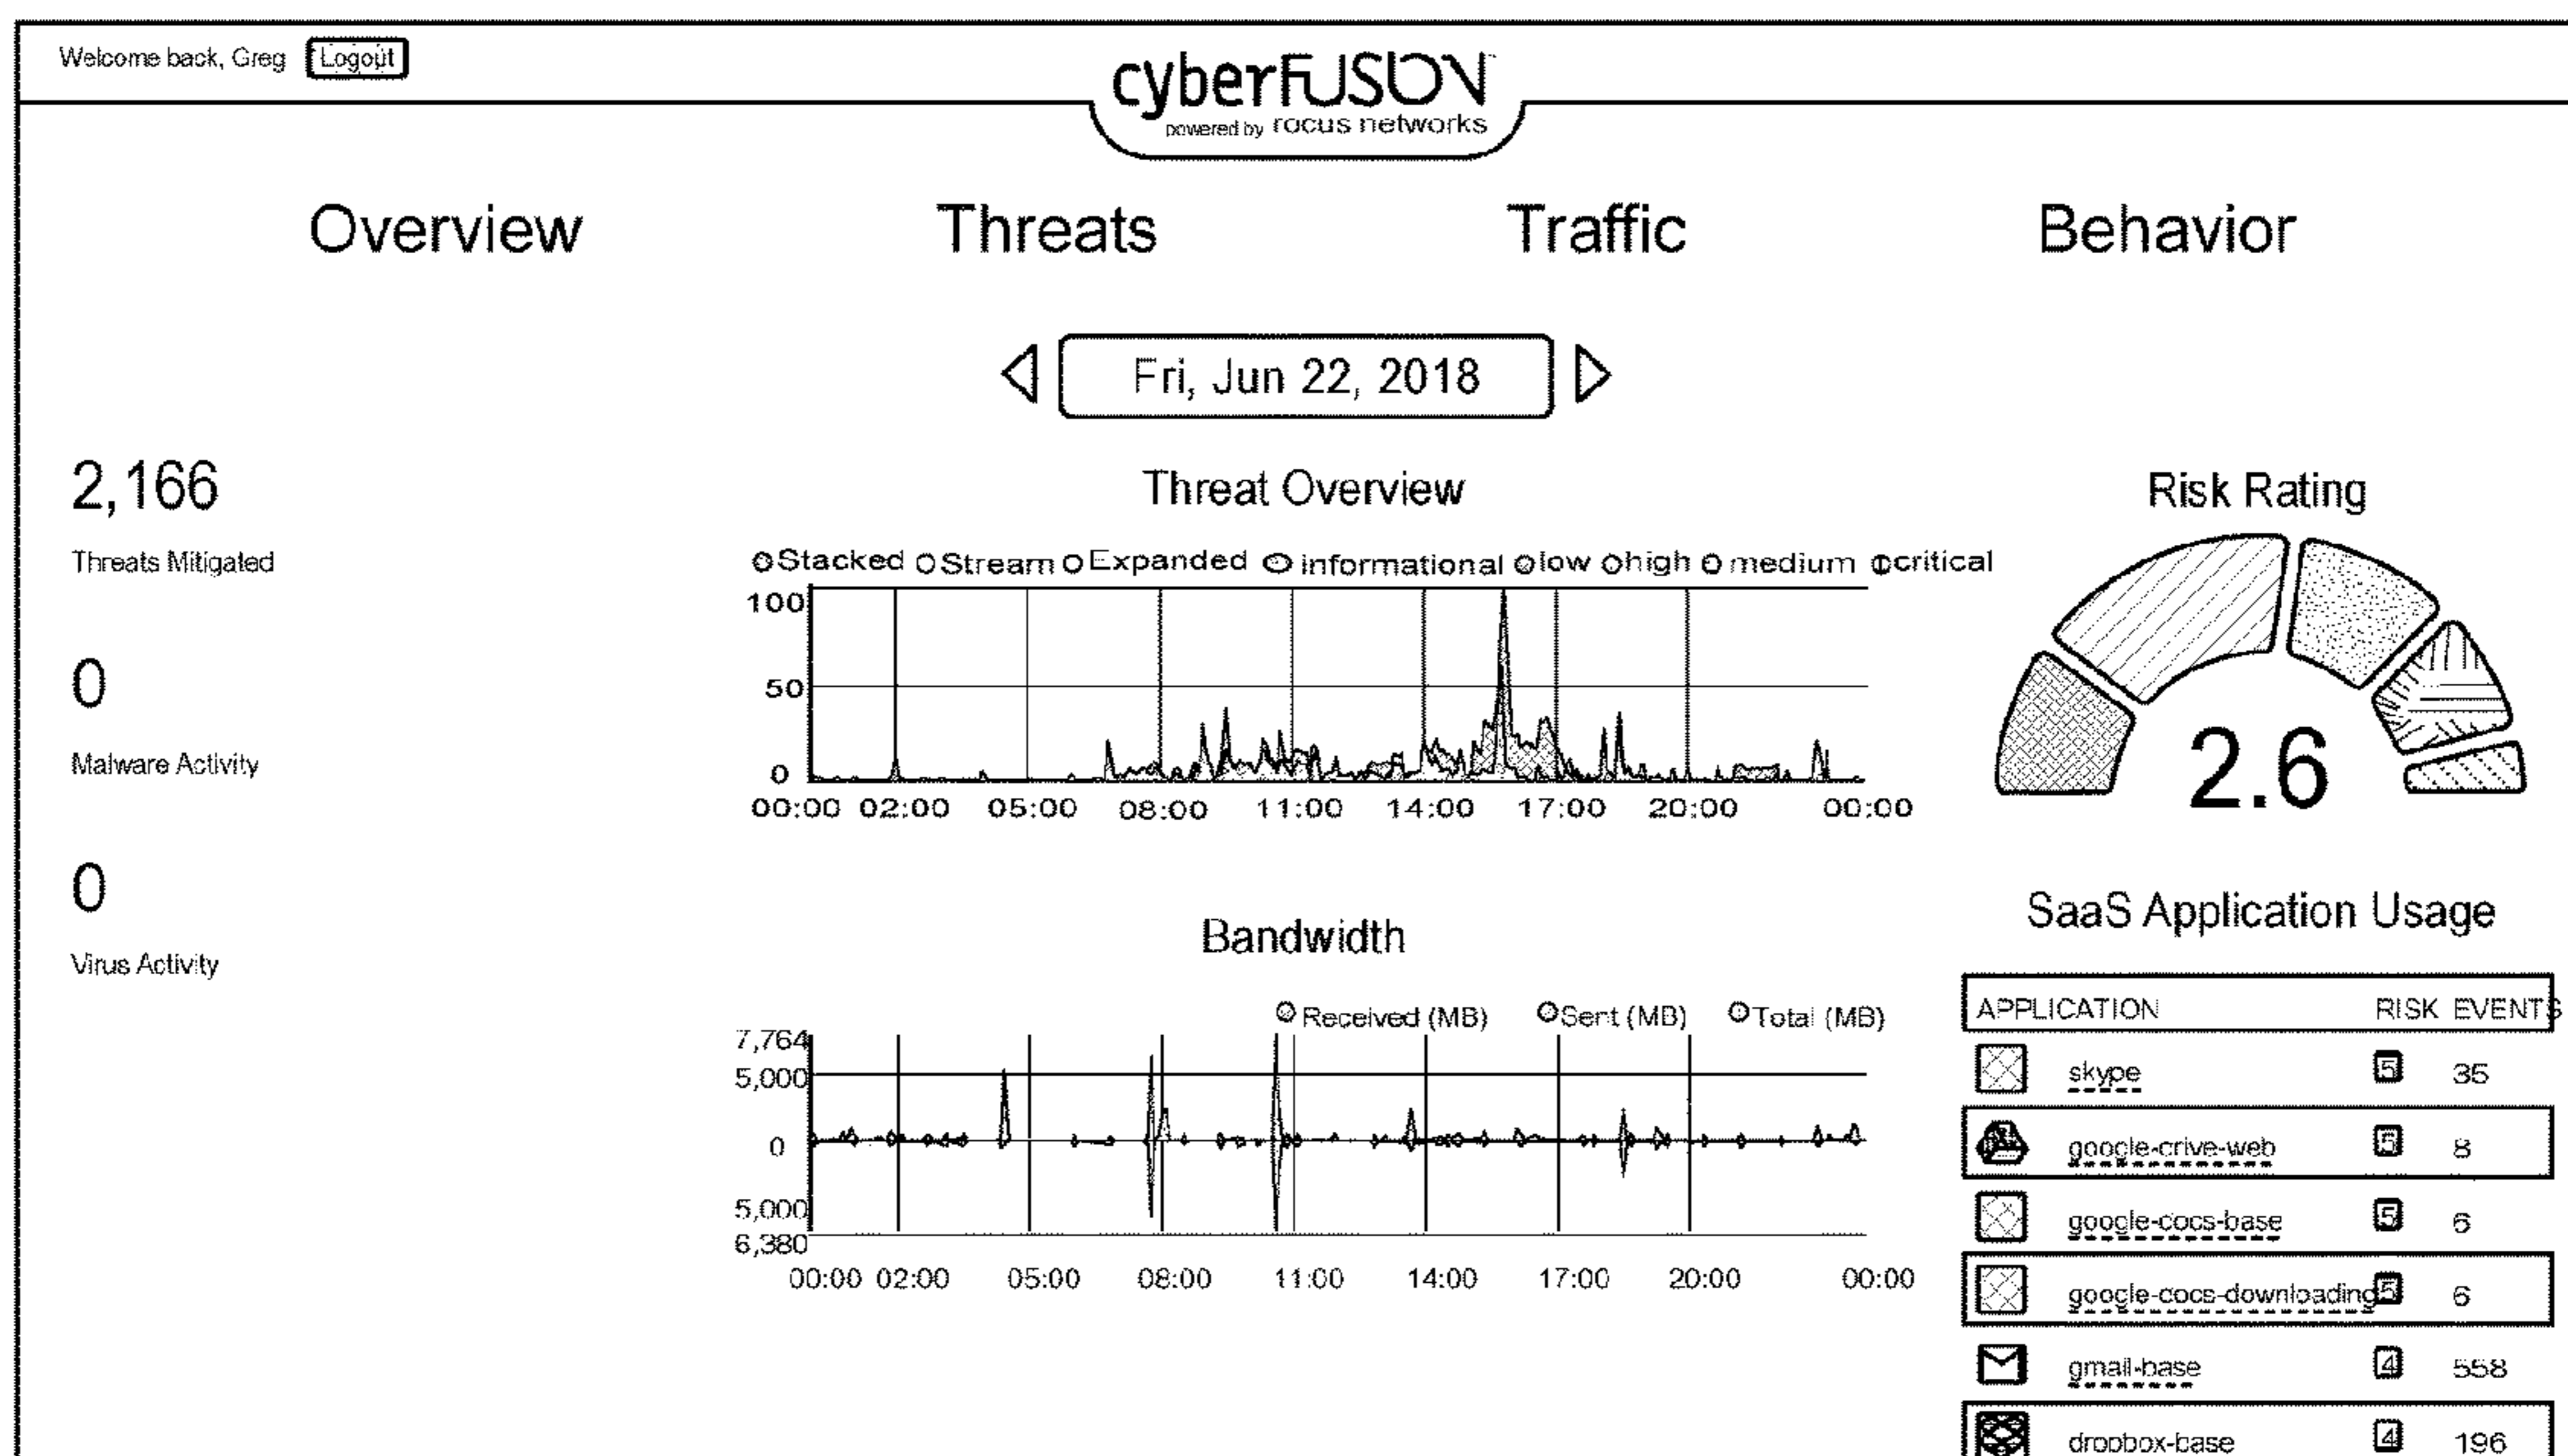 Welcome back, Greg Logout
cyberFUSION
powered by rocus networks
Overview Threats Traffic Behavior
Fri, Jun 22, 2018
2,166
Threats Mitigated
0
Malware Activity
0
Virus Activity
Threat Overview
Stacked Stream Expanded informational low high medium critical
100
50
0
00:00 02:00 05:00 08:00 11:00 14:00 17:00 20:00 00:00
Bandwidth
Received (MB) Sent (MB) Total (MB)
7,764
5,000
0
5,000
6,380
00:00 02:00 05:00 08:00 11:00 14:00 17:00 20:00 00:00
Risk Rating
2.6
SaaS Application Usage
APPLICATION RISK EVENTS
skype 5 35
google-crive-web 5 8
google-cocs-base 5 6
google-cocs-downloading 5 6
gmail-base 4 558
dropbox-base 4 196